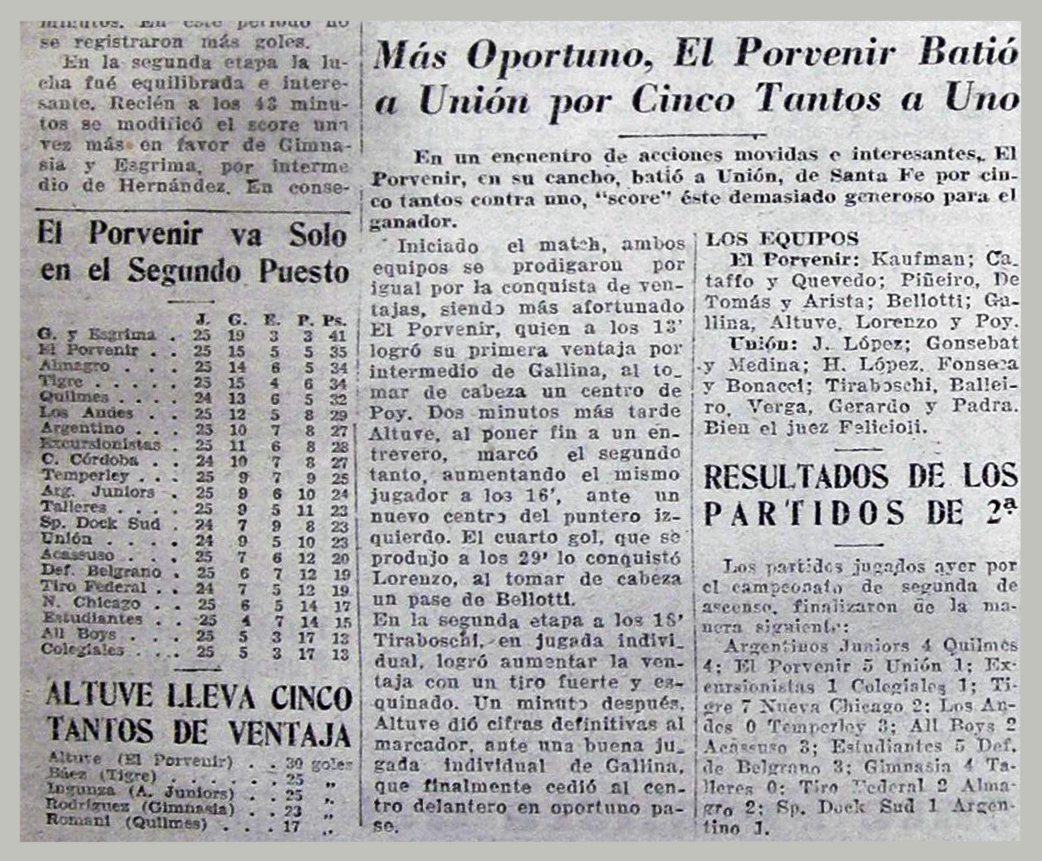 minutos. En este período no
se registraron más goles.
En la segunda etapa la lu-
cha fué equilibrada e intere-
sante. Recién a los 43 minu-
tos se modificó el score una
vez más en favor de Gimna-
sia y Esgrima, por interme
dio de Hernández. En conse-
El Porvenir va Solo
en el Segundo Puesto
J. G. E. P. Ps.
G. y Esgrima . 25 19 3 3 41
El Porvenir . . 25 15 5 5 35
Almagro . . . 25 14 6 5 34
Tigre . . . . . 25 15 4 6 34
Quilmes . . . . 24 13 6 5 32
Los Andes . . . 25 12 5 8 29
Argentino . . . 25 10 7 8 27
Excursionistas . 25 11 6 8 28
C. Córdoba . . 24 10 7 8 27
Temperley . . . 25 9 7 9 25
Arg. Juniors . 25 9 6 10 24
Talleres . . . . 25 9 5 11 23
Sp. Dock Sud . 24 7 9 8 23
Unión . . . . . 24 9 5 10 23
Acassuso . . . 25 7 6 12 20
Def. Belgrano . 25 6 7 12 19
Tiro Federal . . 24 7 5 12 19
N. Chicago . . 25 6 5 14 17
Estudiantes . . 25 4 7 14 15
All Boys . . . 25 5 3 17 13
Colegiales . . . 25 5 3 17 13
ALTUVE LLEVA CINCO
TANTOS DE VENTAJA
Altuve (El Porvenir) . . 30 goles
Báez (Tigre) . . . . . 25 "
Ingunza (A. Juniors) . . 25 "
Rodríguez (Gimnasia) . . 23 "
Romani (Quilmes) . . . 17 "
Más Oportuno, El Porvenir Batió
a Unión por Cinco Tantos a Uno
En un encuentro de acciones movidas e interesantes, El
Porvenir, en su cancho, batió a Unión, de Santa Fe por cin-
co tantos contra uno, "score" éste demasiado generoso para el
ganador.
Iniciado el match, ambos
equipos se prodigaron por
igual por la conquista de ven-
tajas, siendo más afortunado
El Porvenir, quien a los 13'
logró su primera ventaja por
intermedio de Gallina, al to-
mar de cabeza un centro de
Poy. Dos minutos más tarde
Altuve, al poner fin a un en-
trevero, marcó el segundo
tanto, aumentando el mismo
jugador a los 16', ante un
nuevo centro del puntero iz-
quierdo. El cuarto gol, que se
produjo a los 29' lo conquistó
Lorenzo, al tomar de cabeza
un pase de Bellotti.
En la segunda etapa a los 18'
Tiraboschi, en jugada indivi-
dual, logró aumentar la ven-
taja con un tiro fuerte y es-
quinado. Un minuto después,
Altuve dió cifras definitivas al
marcador, ante una buena ju-
gada individual de Gallina,
que finalmente cedió al cen-
tro delantero en oportuno pa-
se.
LOS EQUIPOS
El Porvenir: Kaufman; Ca-
taffo y Quevedo; Piñeiro, De
Tomás y Arista; Bellotti; Ga-
llina, Altuve, Lorenzo y Poy.
Unión: J. López; Gonsebat
y Medina; H. López, Fonseca
y Bonacci; Tiraboschi, Ballei-
ro, Verga, Gerardo y Padra.
Bien el juez Felicioli.
RESULTADOS DE LOS
PARTIDOS DE 2ª
Los partidos jugados ayer por
el campeonato de segunda de
ascenso, finalizaron de la ma-
nera siguiente:
Argentinos Juniors 4 Quilmes
4; El Porvenir 5 Unión 1; Ex-
cursionistas 1 Colegiales 1; Ti-
gre 7 Nueva Chicago 2; Los An-
des 0 Temperley 3; All Boys 2
Acassuso 3; Estudiantes 5 Def.
de Belgrano 3; Gimnasia 4 Ta-
lleres 0; Tiro Federal 2 Alma-
gro 2; Sp. Dock Sud 1 Argen-
tino 1.